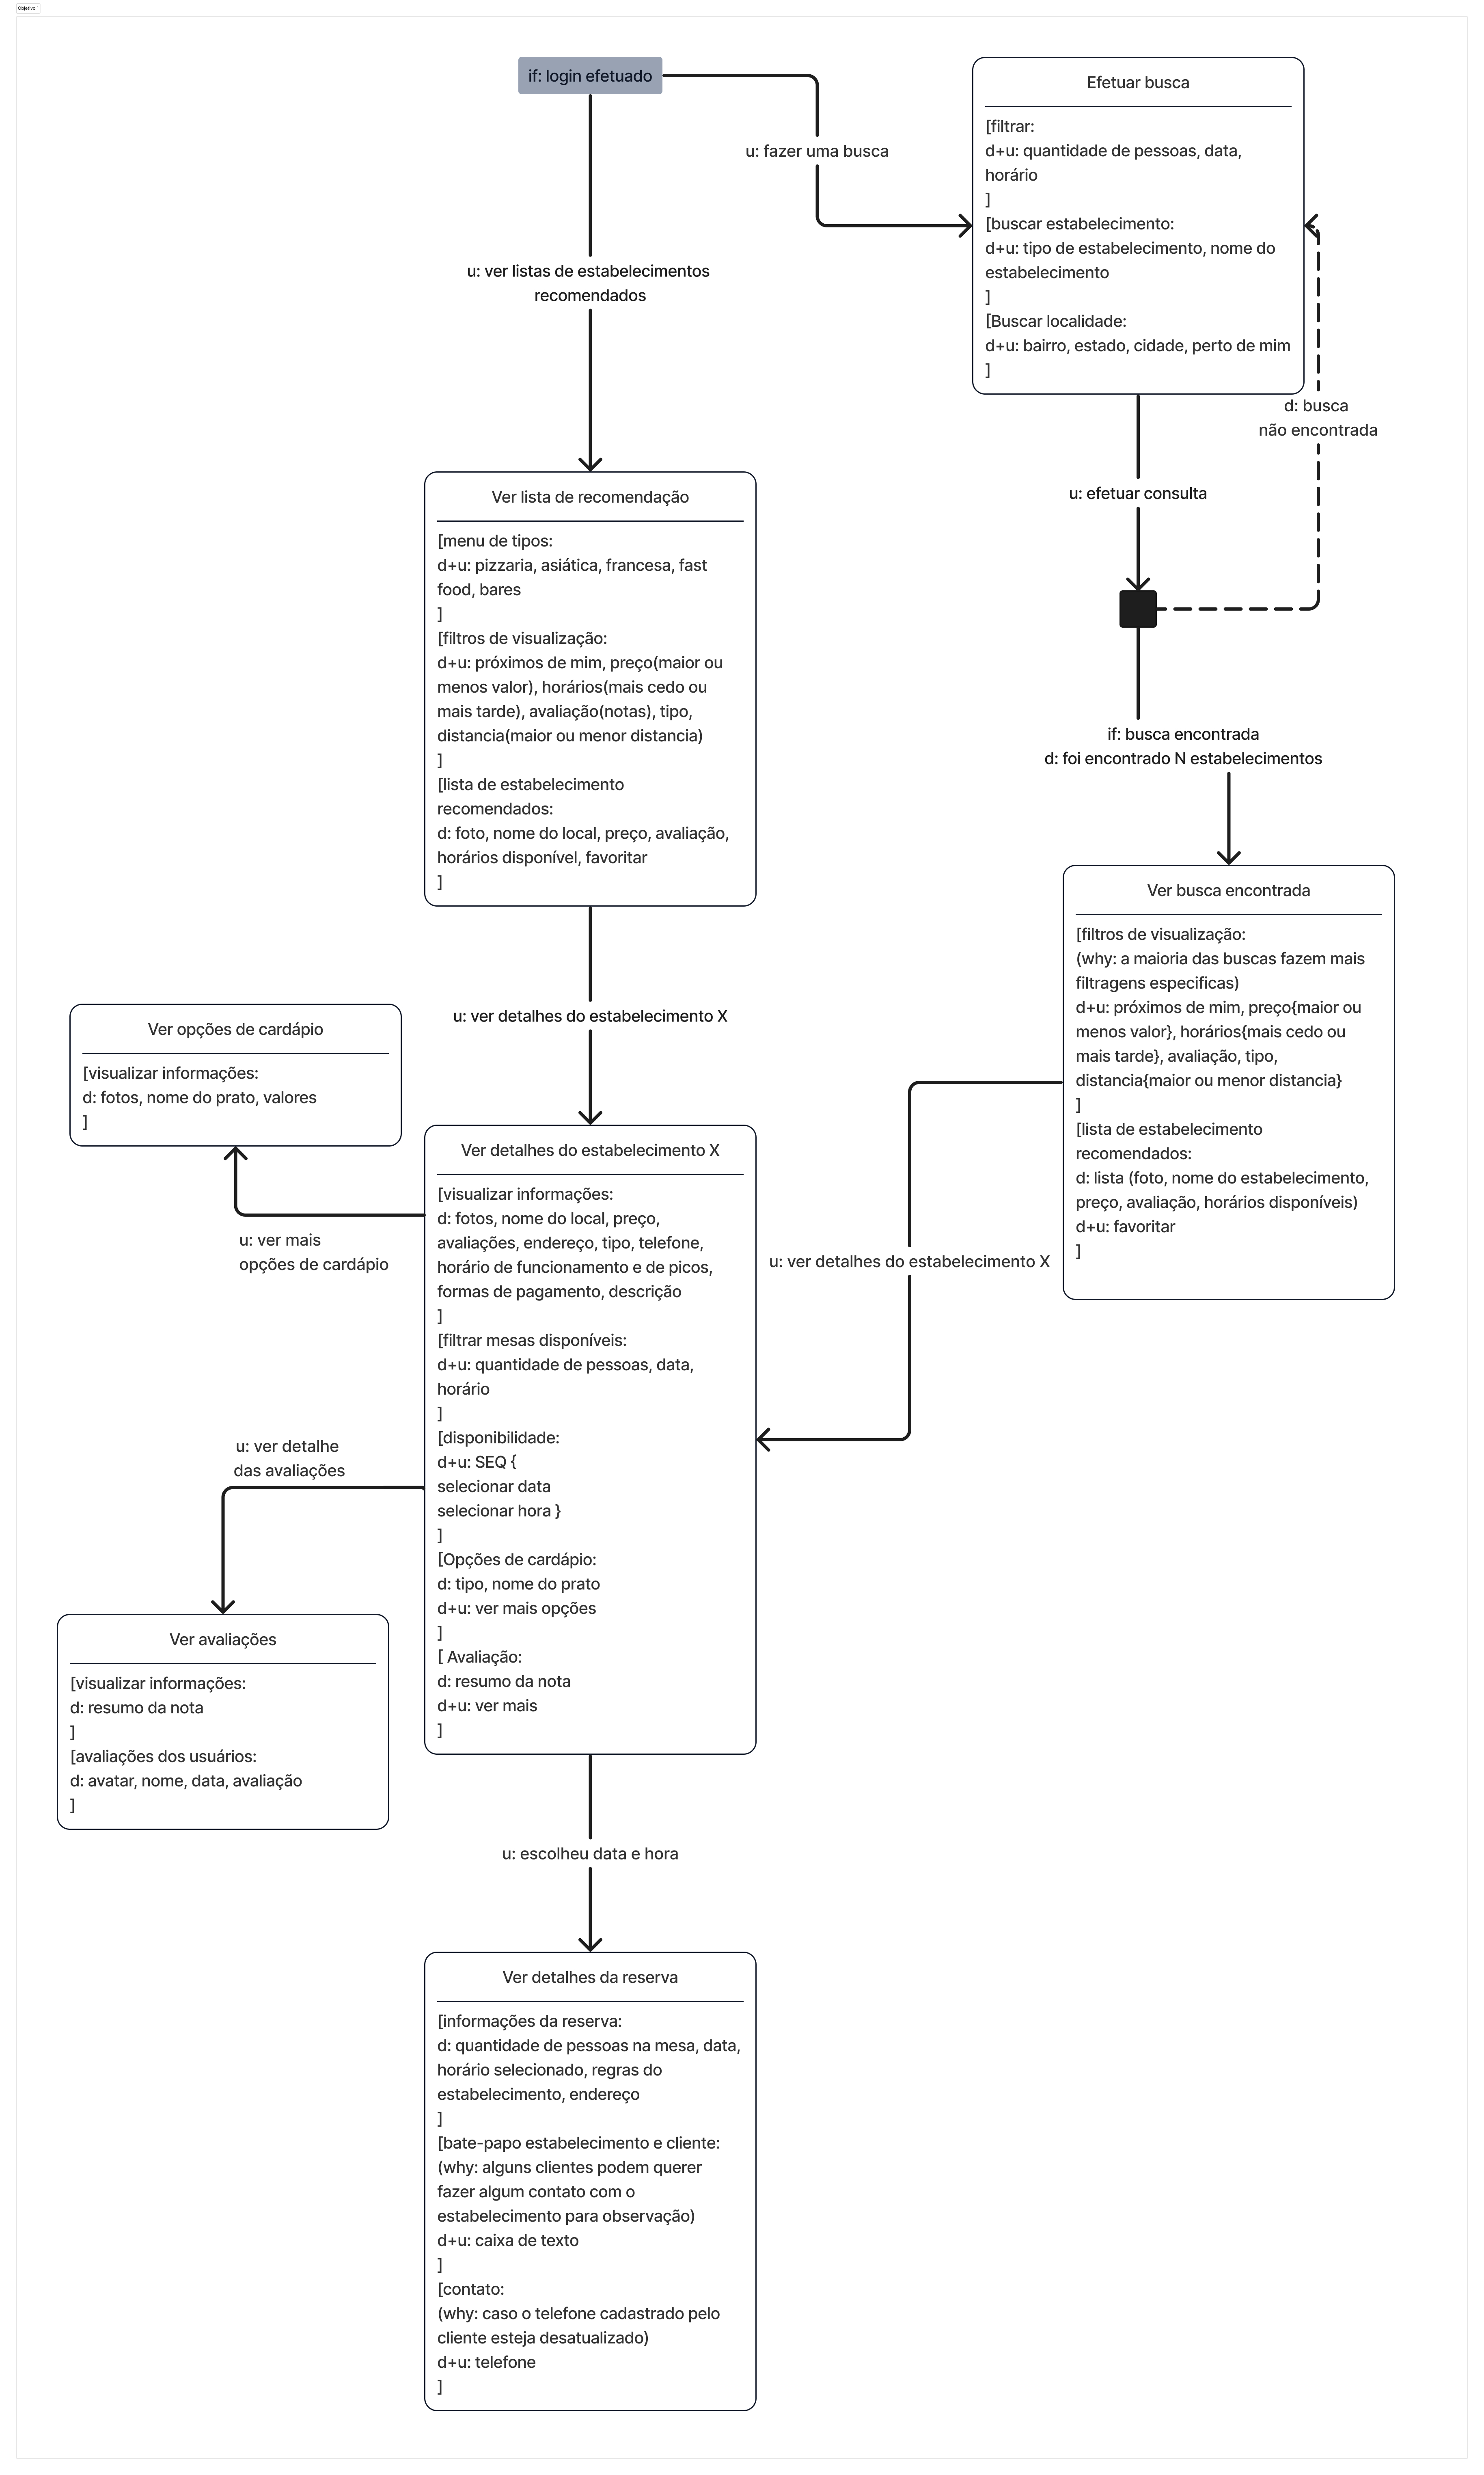 Objetivo 1
if: login efetuado
u: fazer uma busca
Efetuar busca
[filtrar:
d+u: quantidade de pessoas, data,
horário
]
[buscar estabelecimento:
d+u: tipo de estabelecimento, nome do
estabelecimento
]
[Buscar localidade:
d+u: bairro, estado, cidade, perto de mim
]
d: busca
não encontrada
u: efetuar consulta
if: busca encontrada
d: foi encontrado N estabelecimentos
u: ver listas de estabelecimentos
recomendados
Ver lista de recomendação
[menu de tipos:
d+u: pizzaria, asiática, francesa, fast
food, bares
]
[filtros de visualização:
d+u: próximos de mim, preço(maior ou
menos valor), horários(mais cedo ou
mais tarde), avaliação(notas), tipo,
distancia(maior ou menor distancia)
]
[lista de estabelecimento
recomendados:
d: foto, nome do local, preço, avaliação,
horários disponível, favoritar
]
Ver busca encontrada
[filtros de visualização:
(why: a maioria das buscas fazem mais
filtragens especificas)
d+u: próximos de mim, preço{maior ou
menos valor}, horários{mais cedo ou
mais tarde}, avaliação, tipo,
distancia{maior ou menor distancia}
]
[lista de estabelecimento
recomendados:
d: lista (foto, nome do estabelecimento,
preço, avaliação, horários disponíveis)
d+u: favoritar
]
u: ver detalhes do estabelecimento X
u: ver detalhes do estabelecimento X
Ver opções de cardápio
[visualizar informações:
d: fotos, nome do prato, valores
]
u: ver mais
opções de cardápio
Ver detalhes do estabelecimento X
[visualizar informações:
d: fotos, nome do local, preço,
avaliações, endereço, tipo, telefone,
horário de funcionamento e de picos,
formas de pagamento, descrição
]
[filtrar mesas disponíveis:
d+u: quantidade de pessoas, data,
horário
]
[disponibilidade:
d+u: SEQ {
selecionar data
selecionar hora }
]
[Opções de cardápio:
d: tipo, nome do prato
d+u: ver mais opções
]
[ Avaliação:
d: resumo da nota
d+u: ver mais
]
u: ver detalhe
das avaliações
Ver avaliações
[visualizar informações:
d: resumo da nota
]
[avaliações dos usuários:
d: avatar, nome, data, avaliação
]
u: escolheu data e hora
Ver detalhes da reserva
[informações da reserva:
d: quantidade de pessoas na mesa, data,
horário selecionado, regras do
estabelecimento, endereço
]
[bate-papo estabelecimento e cliente:
(why: alguns clientes podem querer
fazer algum contato com o
estabelecimento para observação)
d+u: caixa de texto
]
[contato:
(why: caso o telefone cadastrado pelo
cliente esteja desatualizado)
d+u: telefone
]